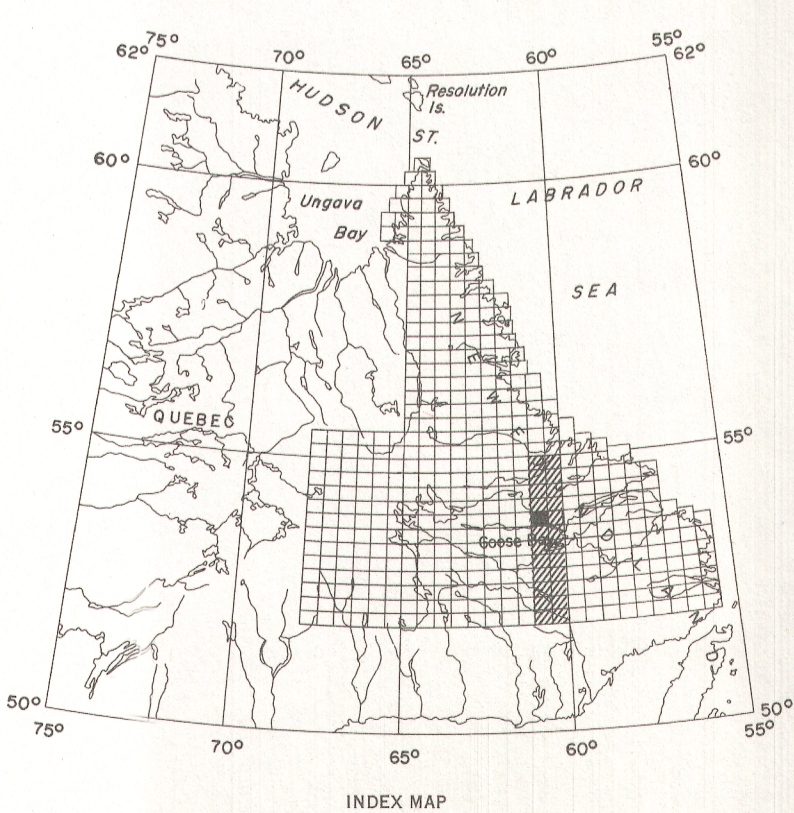 75°
70°
65°
60°
55°
62°
62°
HUDSON
Resolution
Is.
ST.
60°
60°
LABRADOR
Ungava
Bay
SEA
QUEBEC
55°
55°
Goose Bay
50°
50°
75°
70°
65°
60°
55°
INDEX MAP